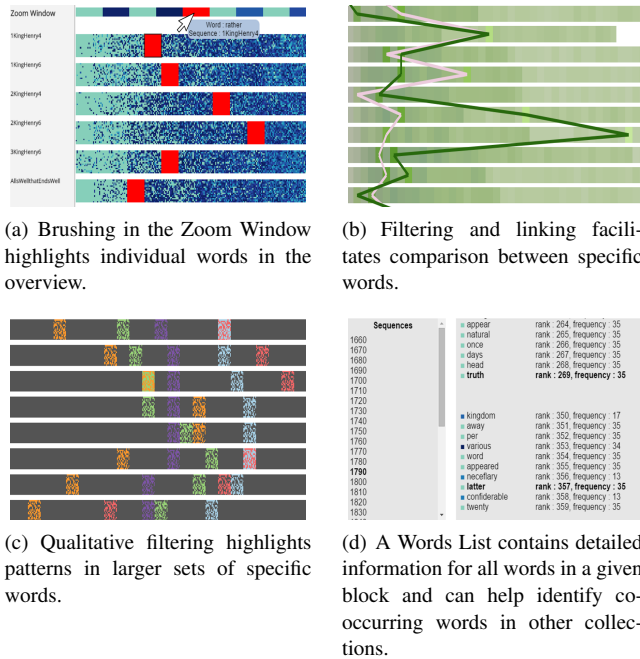 Zoom Window
Word : rather
Sequence : 1KingHenry4
1KingHenry4
1KingHenry6
2KingHenry4
2KingHenry6
3KingHenry6
AllsWellthatEndsWell
(a) Brushing in the Zoom Window
highlights individual words in the
overview.
(b) Filtering and linking facili-
tates comparison between specific
words.
(c) Qualitative filtering highlights
patterns in larger sets of specific
words.
Sequences
1660
1670
1680
1690
1700
1710
1720
1730
1740
1750
1760
1770
1780
1790
1800
1810
1820
1830
appear rank : 264, frequency : 35
natural rank : 265, frequency : 35
once rank : 266, frequency : 35
days rank : 267, frequency : 35
head rank : 268, frequency : 35
truth rank : 269, frequency : 35
kingdom rank : 350, frequency : 17
away rank : 351, frequency : 35
per rank : 352, frequency : 35
various rank : 353, frequency : 34
word rank : 354, frequency : 35
appeared rank : 355, frequency : 35
neceflary rank : 356, frequency : 13
latter rank : 357, frequency : 35
confiderable rank : 358, frequency : 13
twenty rank : 359, frequency : 35
(d) A Words List contains detailed
information for all words in a given
block and can help identify co-
occurring words in other collec-
tions.